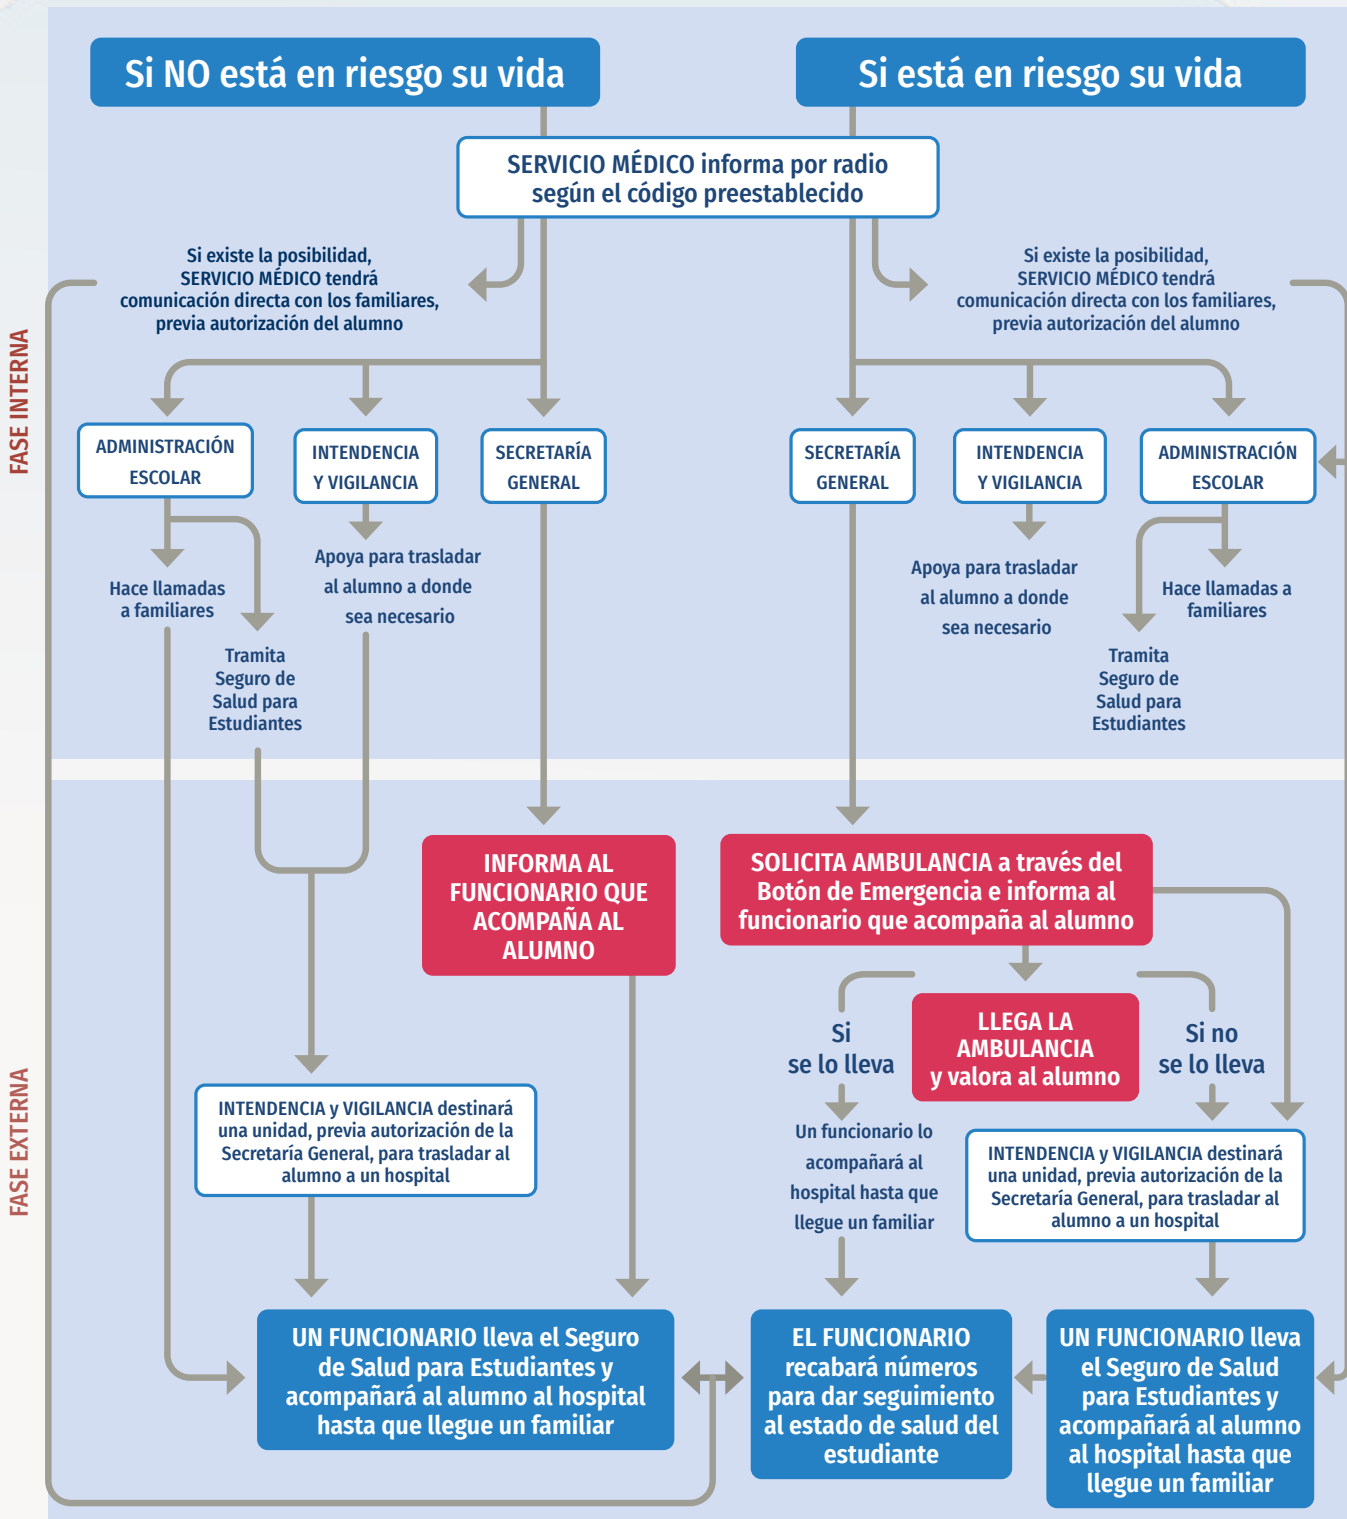 Si NO está en riesgo su vida
Si está en riesgo su vida
SERVICIO MÉDICO informa por radio
según el código preestablecido
Si existe la posibilidad,
SERVICIO MÉDICO tendrá
comunicación directa con los familiares,
previa autorización del alumno
Si existe la posibilidad,
SERVICIO MÉDICO tendrá
comunicación directa con los familiares,
previa autorización del alumno
FASE INTERNA
ADMINISTRACIÓN
ESCOLAR
INTENDENCIA
Y VIGILANCIA
SECRETARÍA
GENERAL
SECRETARÍA
GENERAL
INTENDENCIA
Y VIGILANCIA
ADMINISTRACIÓN
ESCOLAR
Hace llamadas
a familiares
Tramita
Seguro de
Salud para
Estudiantes
Apoya para trasladar
al alumno a donde
sea necesario
Apoya para trasladar
al alumno a donde
sea necesario
Hace llamadas a
familiares
Tramita
Seguro de
Salud para
Estudiantes
FASE EXTERNA
INFORMA AL
FUNCIONARIO QUE
ACOMPAÑA AL
ALUMNO
SOLICITA AMBULANCIA a través del
Botón de Emergencia e informa al
funcionario que acompaña al alumno
Si
se lo lleva
LLEGA LA
AMBULANCIA
y valora al alumno
Si no
se lo lleva
INTENDENCIA y VIGILANCIA destinará
una unidad, previa autorización de la
Secretaría General, para trasladar al
alumno a un hospital
Un funcionario lo
acompañará al
hospital hasta que
llegue un familiar
INTENDENCIA y VIGILANCIA destinará
una unidad, previa autorización de la
Secretaría General, para trasladar al
alumno a un hospital
UN FUNCIONARIO lleva el Seguro
de Salud para Estudiantes y
acompañará al alumno al hospital
hasta que llegue un familiar
EL FUNCIONARIO
recabará números
para dar seguimiento
al estado de salud del
estudiante
UN FUNCIONARIO lleva
el Seguro de Salud
para Estudiantes y
acompañará al alumno
al hospital hasta que
llegue un familiar